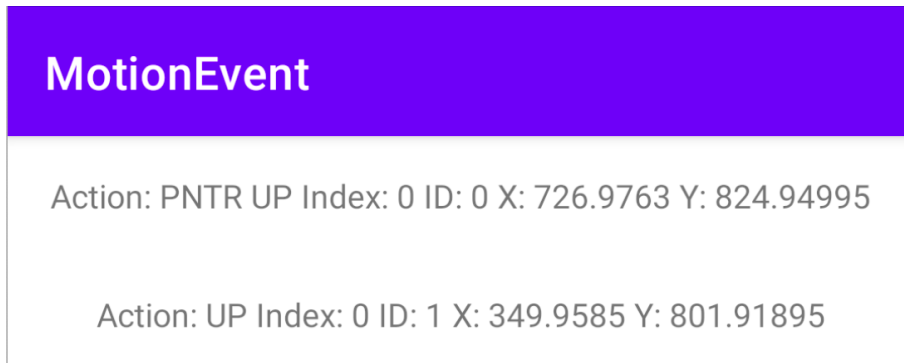 MotionEvent
Action: PNTR UP Index: 0 ID: 0 X: 726.9763 Y: 824.94995
Action: UP Index: 0 ID: 1 X: 349.9585 Y: 801.91895